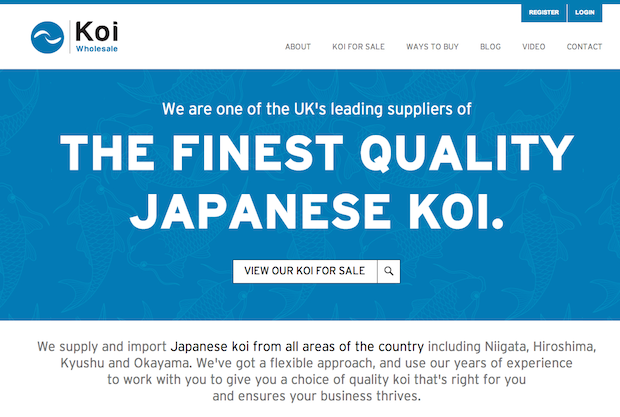 REGISTER LOGIN
Koi
Wholesale
ABOUT KOI FOR SALE WAYS TO BUY BLOG VIDEO CONTACT
We are one of the UK's leading suppliers of
THE FINEST QUALITY
JAPANESE KOI.
VIEW OUR KOI FOR SALE
We supply and import Japanese koi from all areas of the country including Niigata, Hiroshima,
Kyushu and Okayama. We've got a flexible approach, and use our years of experience
to work with you to give you a choice of quality koi that's right for you
and ensures your business thrives.